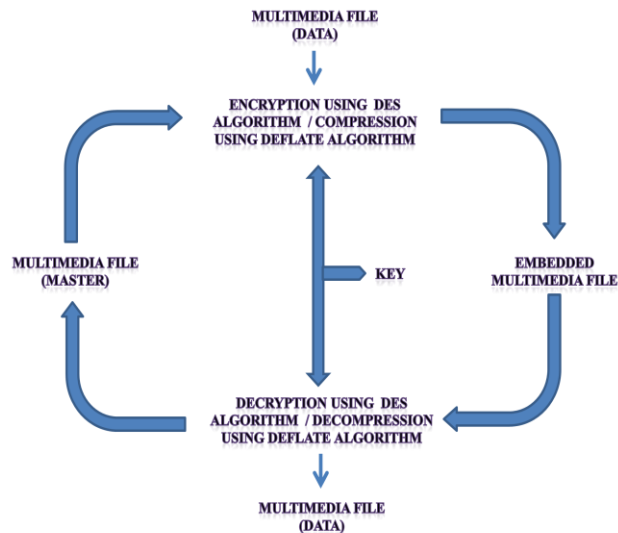 MULTIMEDIA FILE
(DATA)
ENCRYPTION USING DES
ALGORITHM / COMPRESSION
USING DEFLATE ALGORITHM
MULTIMEDIA FILE
(MASTER)
KEY
EMBEDDED
MULTIMEDIA FILE
DECRYPTION USING DES
ALGORITHM / DECOMPRESSION
USING DEFLATE ALGORITHM
MULTIMEDIA FILE
(DATA)